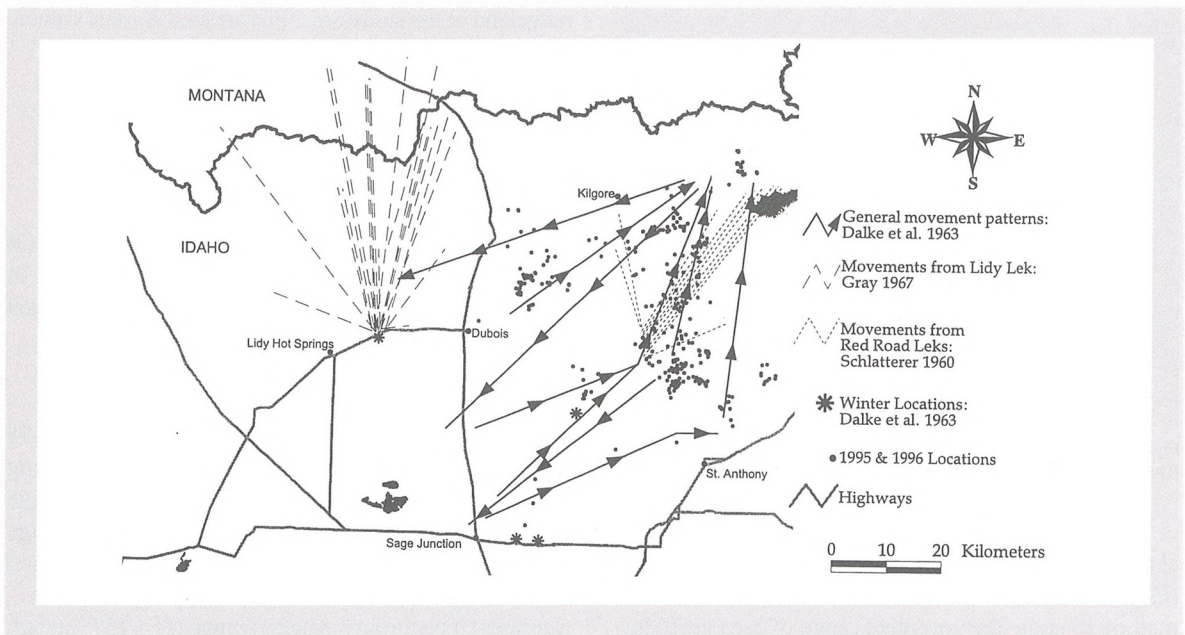 MONTANA
IDAHO
Kilgore
Dubois
Lidy Hot Springs
St. Anthony
Sage Junction
N
W
E
S
General movement patterns:
Dalke et al. 1963
Movements from Lidy Lek:
Gray 1967
Movements from
Red Road Leks:
Schlatterer 1960
Winter Locations:
Dalke et al. 1963
1995 & 1996 Locations
Highways
0 10 20 Kilometers